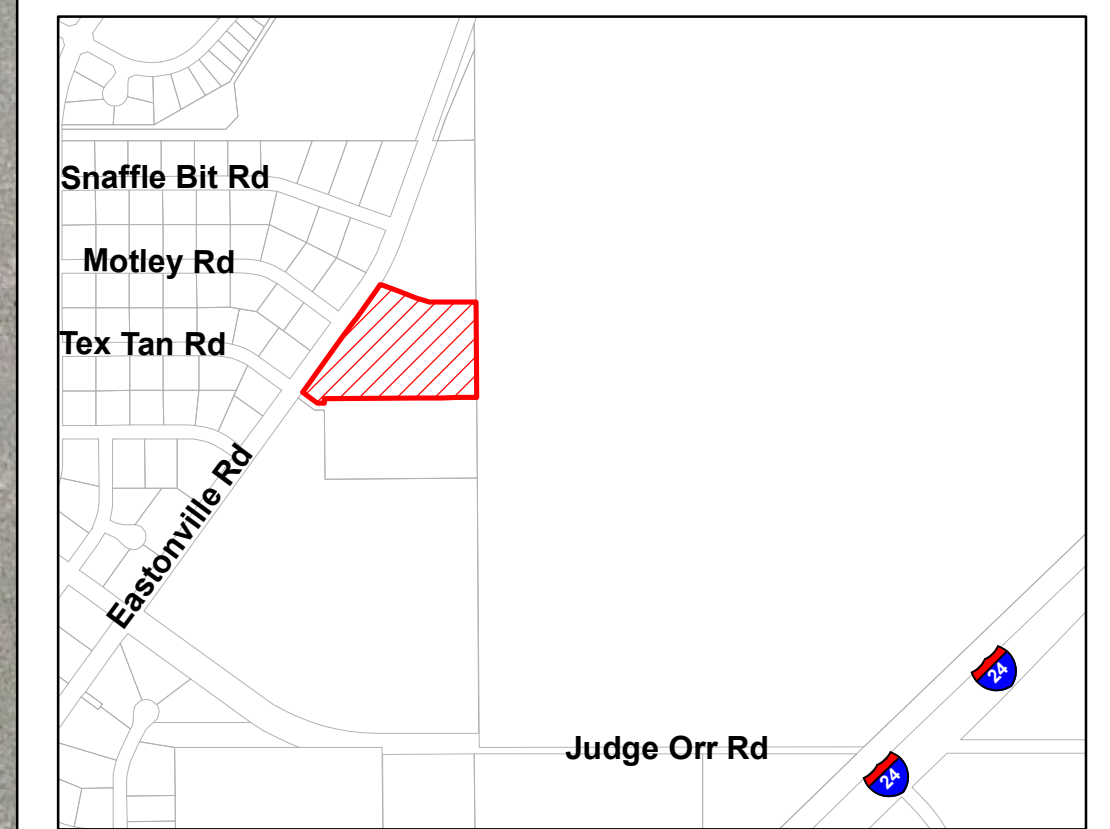 Snaffle Bit Rd
Motley Rd
Tex Tan Rd
Eastonville Rd
24
Judge Orr Rd
24